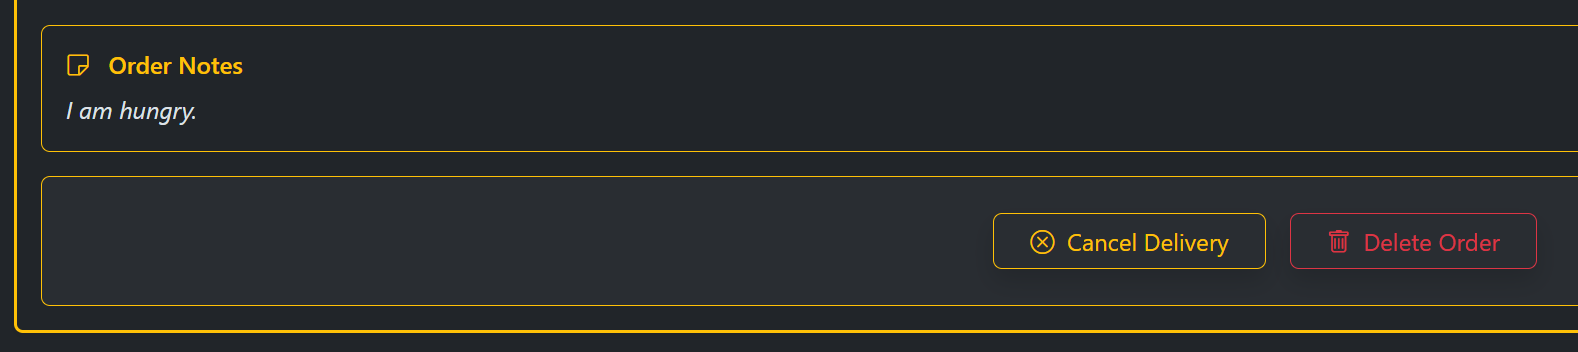 Order Notes
I am hungry.
Cancel Delivery
Delete Order